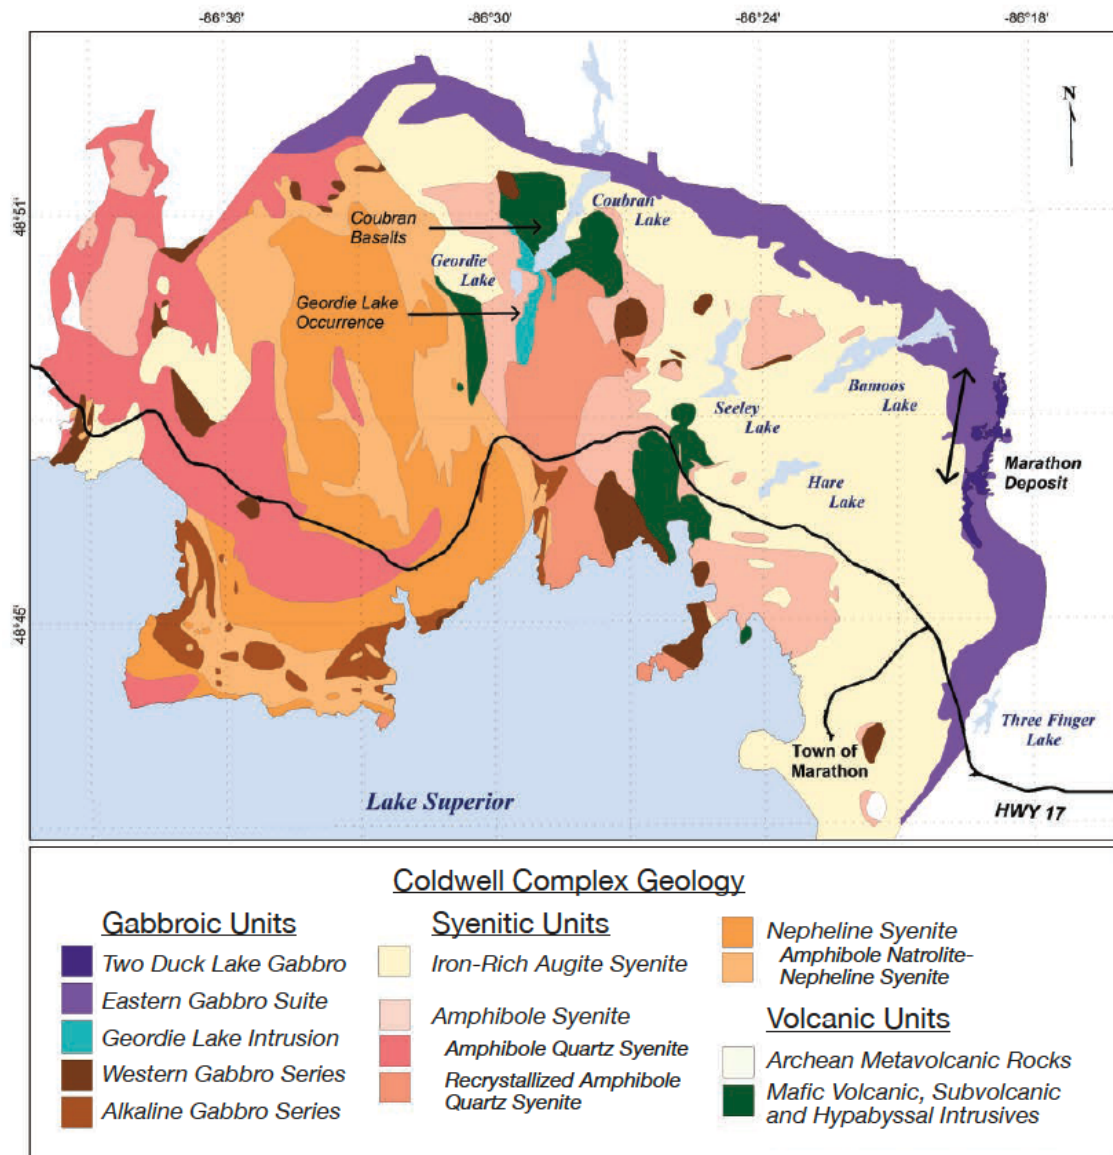 -86°36'
-86°30'
-86°24'
-86°18'
N
48°51'
Coubran
Basalts
Coubran
Lake
Geordie
Lake
Geordie Lake
Occurrence
Seeley
Lake
Bamoos
Lake
Hare
Lake
Marathon
Deposit
48°46'
Three Finger
Lake
Town of
Marathon
Lake Superior
HWY 17
Coldwell Complex Geology
Gabbroic Units
Two Duck Lake Gabbro
Eastern Gabbro Suite
Geordie Lake Intrusion
Western Gabbro Series
Alkaline Gabbro Series
Syenitic Units
Iron-Rich Augite Syenite
Amphibole Syenite
Amphibole Quartz Syenite
Recrystallized Amphibole
Quartz Syenite
Nepheline Syenite
Amphibole Natrolite-
Nepheline Syenite
Volcanic Units
Archean Metavolcanic Rocks
Mafic Volcanic, Subvolcanic
and Hypabyssal Intrusives